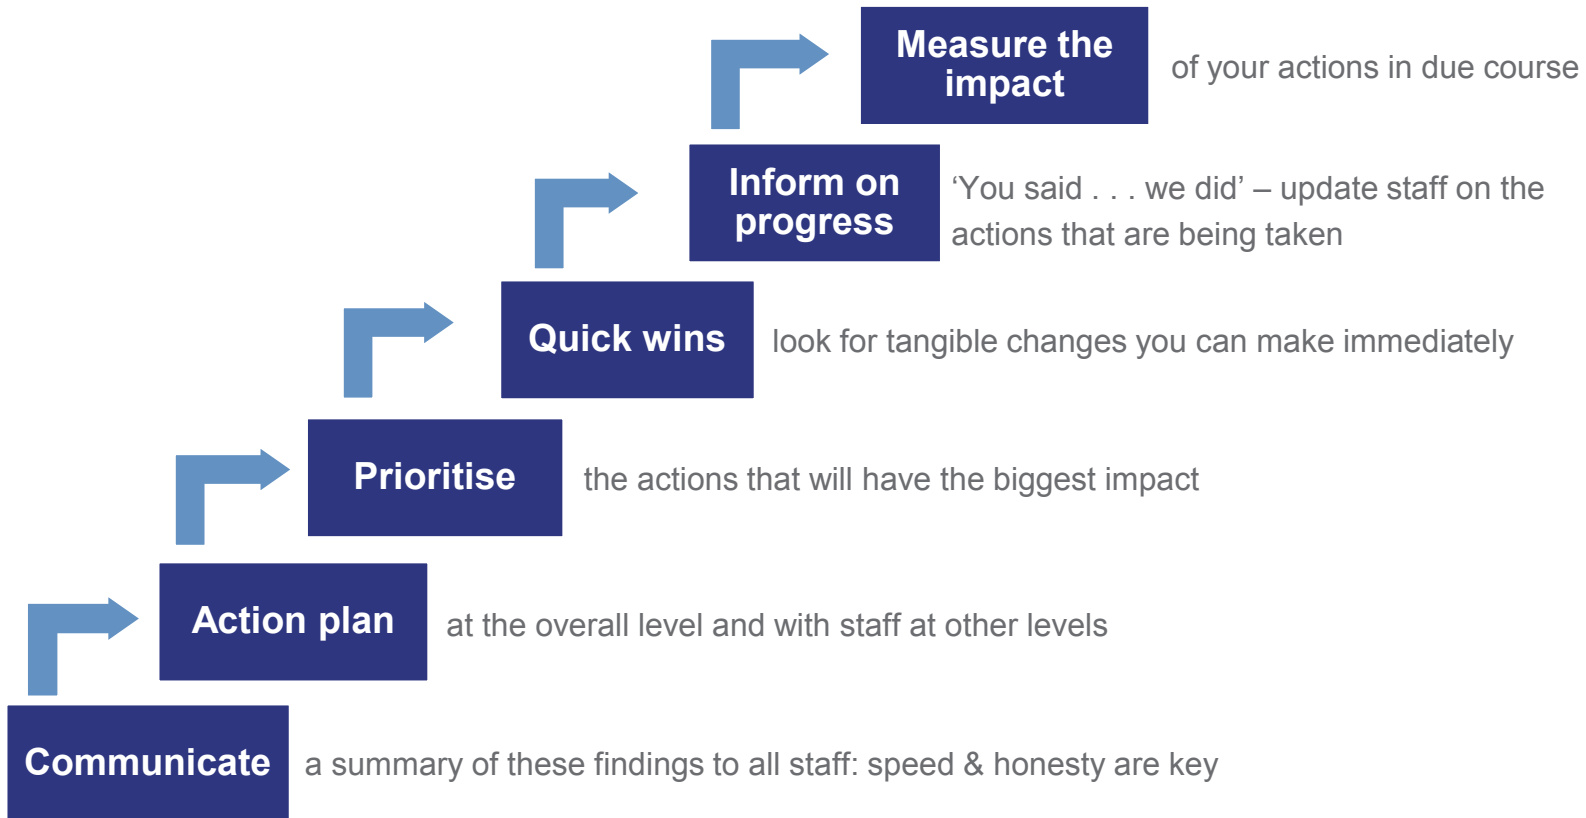 Measure the
impact
of your actions in due course
Inform on
progress
‘You said . . . we did’ – update staff on the
actions that are being taken
Quick wins
look for tangible changes you can make immediately
Prioritise
the actions that will have the biggest impact
Action plan
at the overall level and with staff at other levels
Communicate
a summary of these findings to all staff: speed & honesty are key